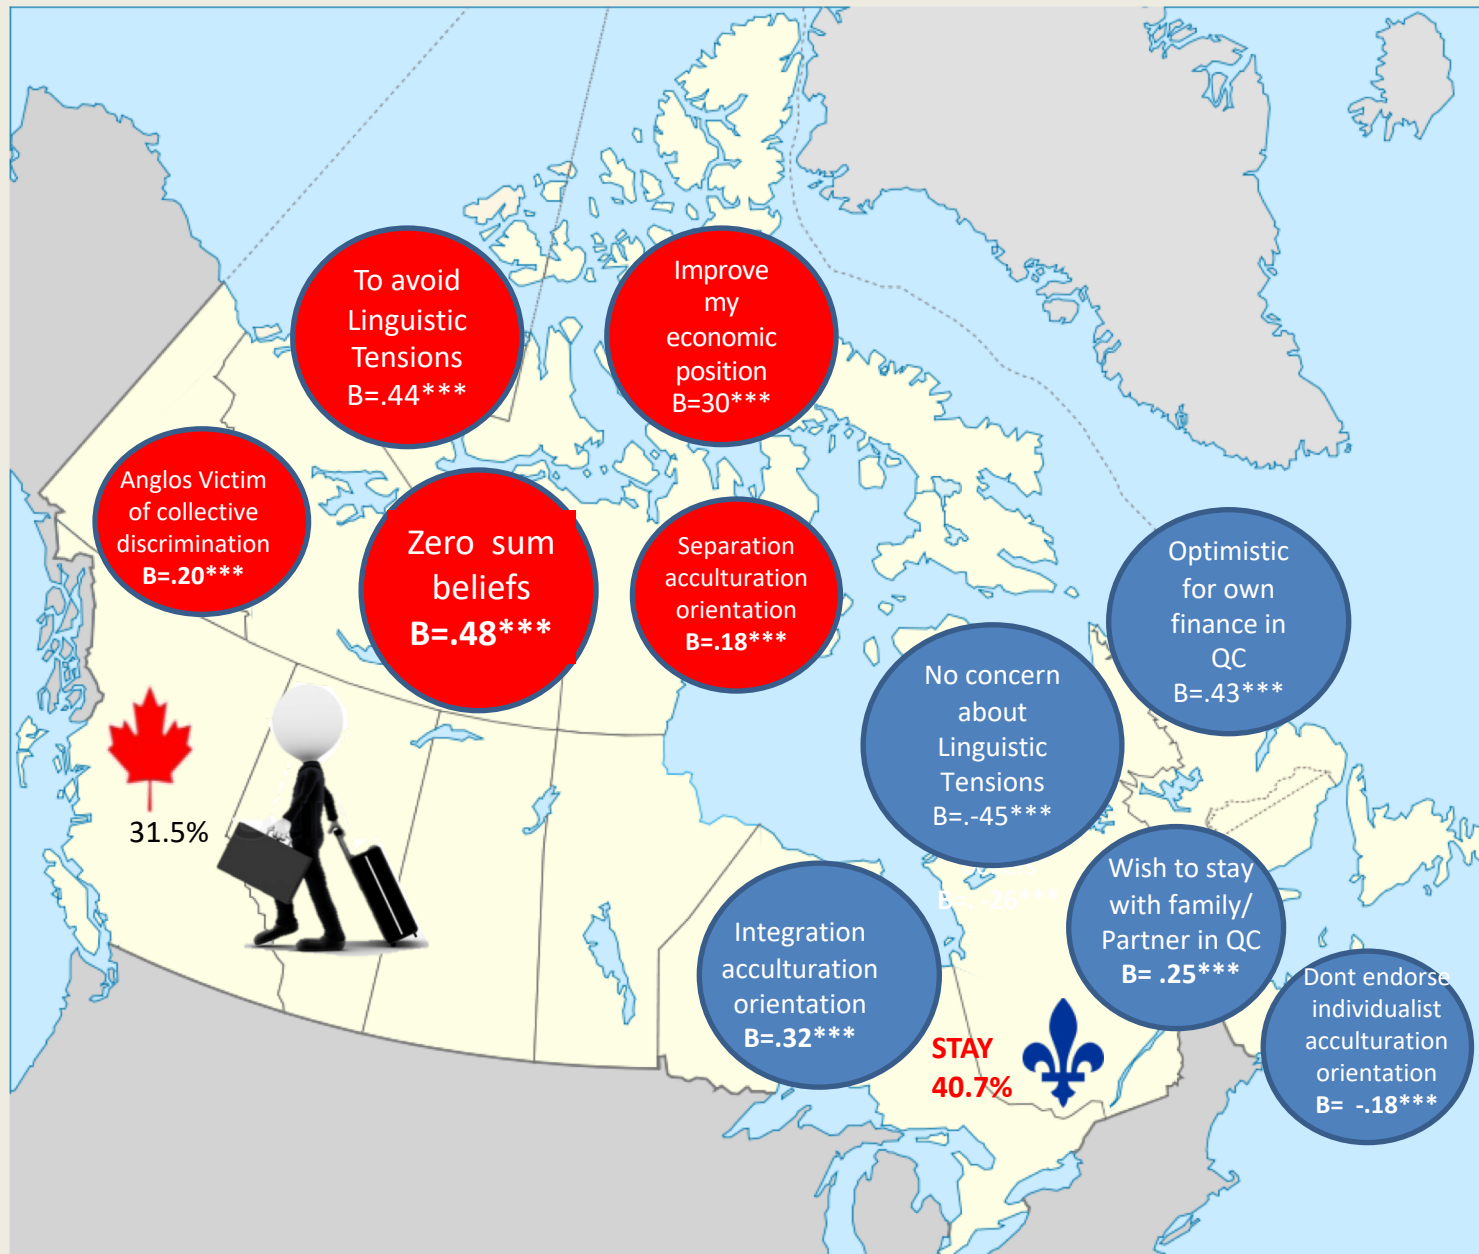 To avoid
Linguistic
Tensions
B=.44***
Improve
my
economic
position
B=30***
Anglos Victim
of collective
discrimination
B=.20***
Zero sum
beliefs
B=.48***
Separation
acculturation
orientation
B=.18***
Optimistic
for own
finance in
QC
B=.43***
No concern
about
Linguistic
Tensions
B=.-45***
31.5%
B=. -26***
Wish to stay
with family/
Partner in QC
B= .25***
Integration
acculturation
orientation
B=.32***
Dont endorse
individualist
acculturation
orientation
B= -.18***
STAY
40.7%